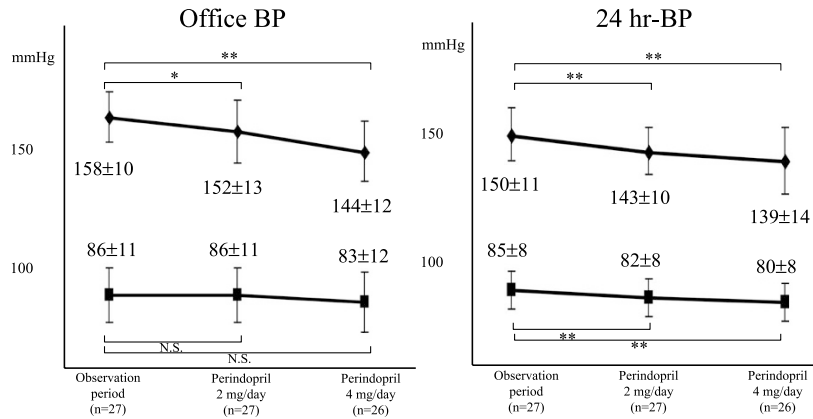 Office BP
mmHg
**
*
150
158±10
152±13
144±12
100
86±11
86±11
83±12
N.S.
N.S.
Observation
period
(n=27)
Perindopril
2 mg/day
(n=27)
Perindopril
4 mg/day
(n=26)
24 hr-BP
mmHg
**
**
150
150±11
143±10
139±14
100
85±8
82±8
80±8
**
**
Observation
period
(n=27)
Perindopril
2 mg/day
(n=27)
Perindopril
4 mg/day
(n=26)